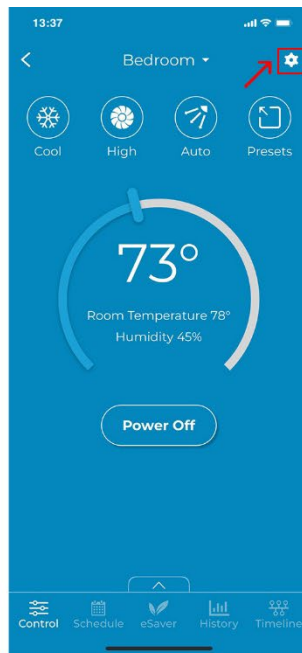 13:37
Bedroom
Cool High Auto Presets
73°
Room Temperature 78°
Humidity 45%
Power Off
Control Schedule eSaver History Timeline